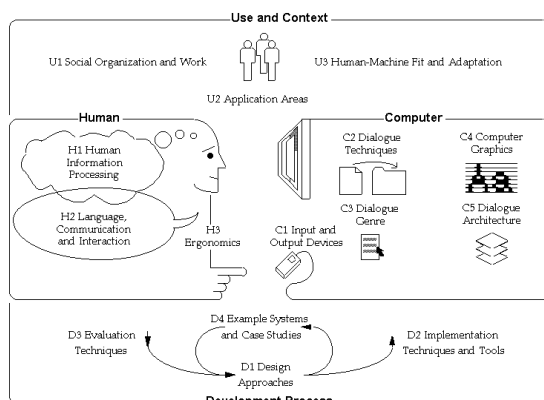 Use and Context
U1 Social Organization and Work
U3 Human-Machine Fit and Adaptation
U2 Application Areas
Human
Computer
H1 Human
Information
Processing
H2 Language,
Communication
and Interaction
H3
Ergonomics
C2 Dialogue
Techniques
C4 Computer
Graphics
Aa
C3 Dialogue
Genre
C5 Dialogue
Architecture
C1 Input and
Output Devices
D4 Example Systems
and Case Studies
D3 Evaluation
Techniques
D2 Implementation
Techniques and Tools
D1 Design
Approaches
Development Process